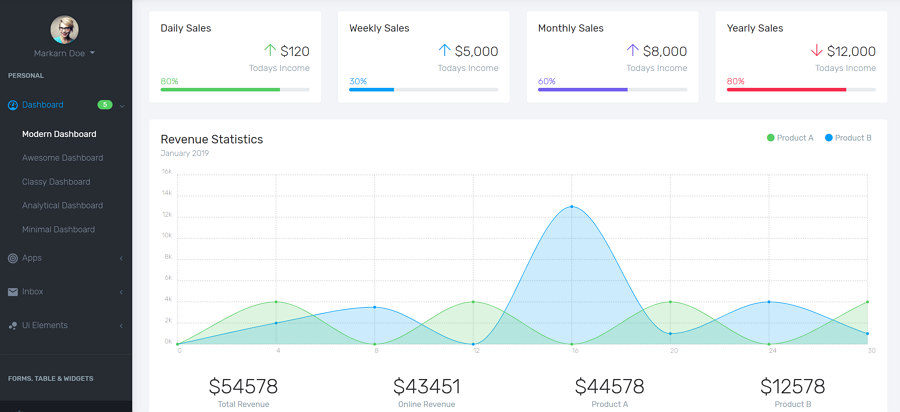 Markarn Doe
PERSONAL
Dashboard 5
Modern Dashboard
Awesome Dashboard
Classy Dashboard
Analytical Dashboard
Minimal Dashboard
Apps
Inbox
Ui Elements
FORMS, TABLE & WIDGETS
Daily Sales
$120
Todays Income
80%
Weekly Sales
$5,000
Todays Income
30%
Monthly Sales
$8,000
Todays Income
60%
Yearly Sales
$12,000
Todays Income
80%
Revenue Statistics
January 2019
Product A Product B
16k
14k
12k
10k
8k
6k
4k
2k
0k
0 4 8 12 16 20 24 30
$54578
Total Revenue
$43451
Online Revenue
$44578
Product A
$12578
Product B